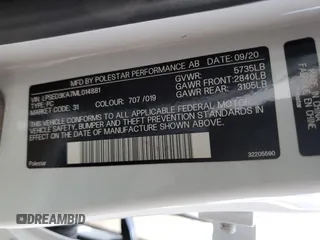 MFD BY POLESTAR PERFORMANCE AB DATE: 09/20
VIN: LPSED3KA7ML014881 GVWR: 5735LB
TYPE: PC GAWR FRONT: 2840LB
MARKET CODE: 31 COLOUR: 707 / 019 GAWR REAR: 3105LB
THIS VEHICLE CONFORMS TO ALL APPLICABLE FEDERAL MOTOR
VEHICLE SAFETY, BUMPER AND THEFT PREVENTION STANDARDS IN
EFFECT ON THE DATE OF MANUFACTURE SHOWN ABOVE.
Polestar 32205590
DREAMBID